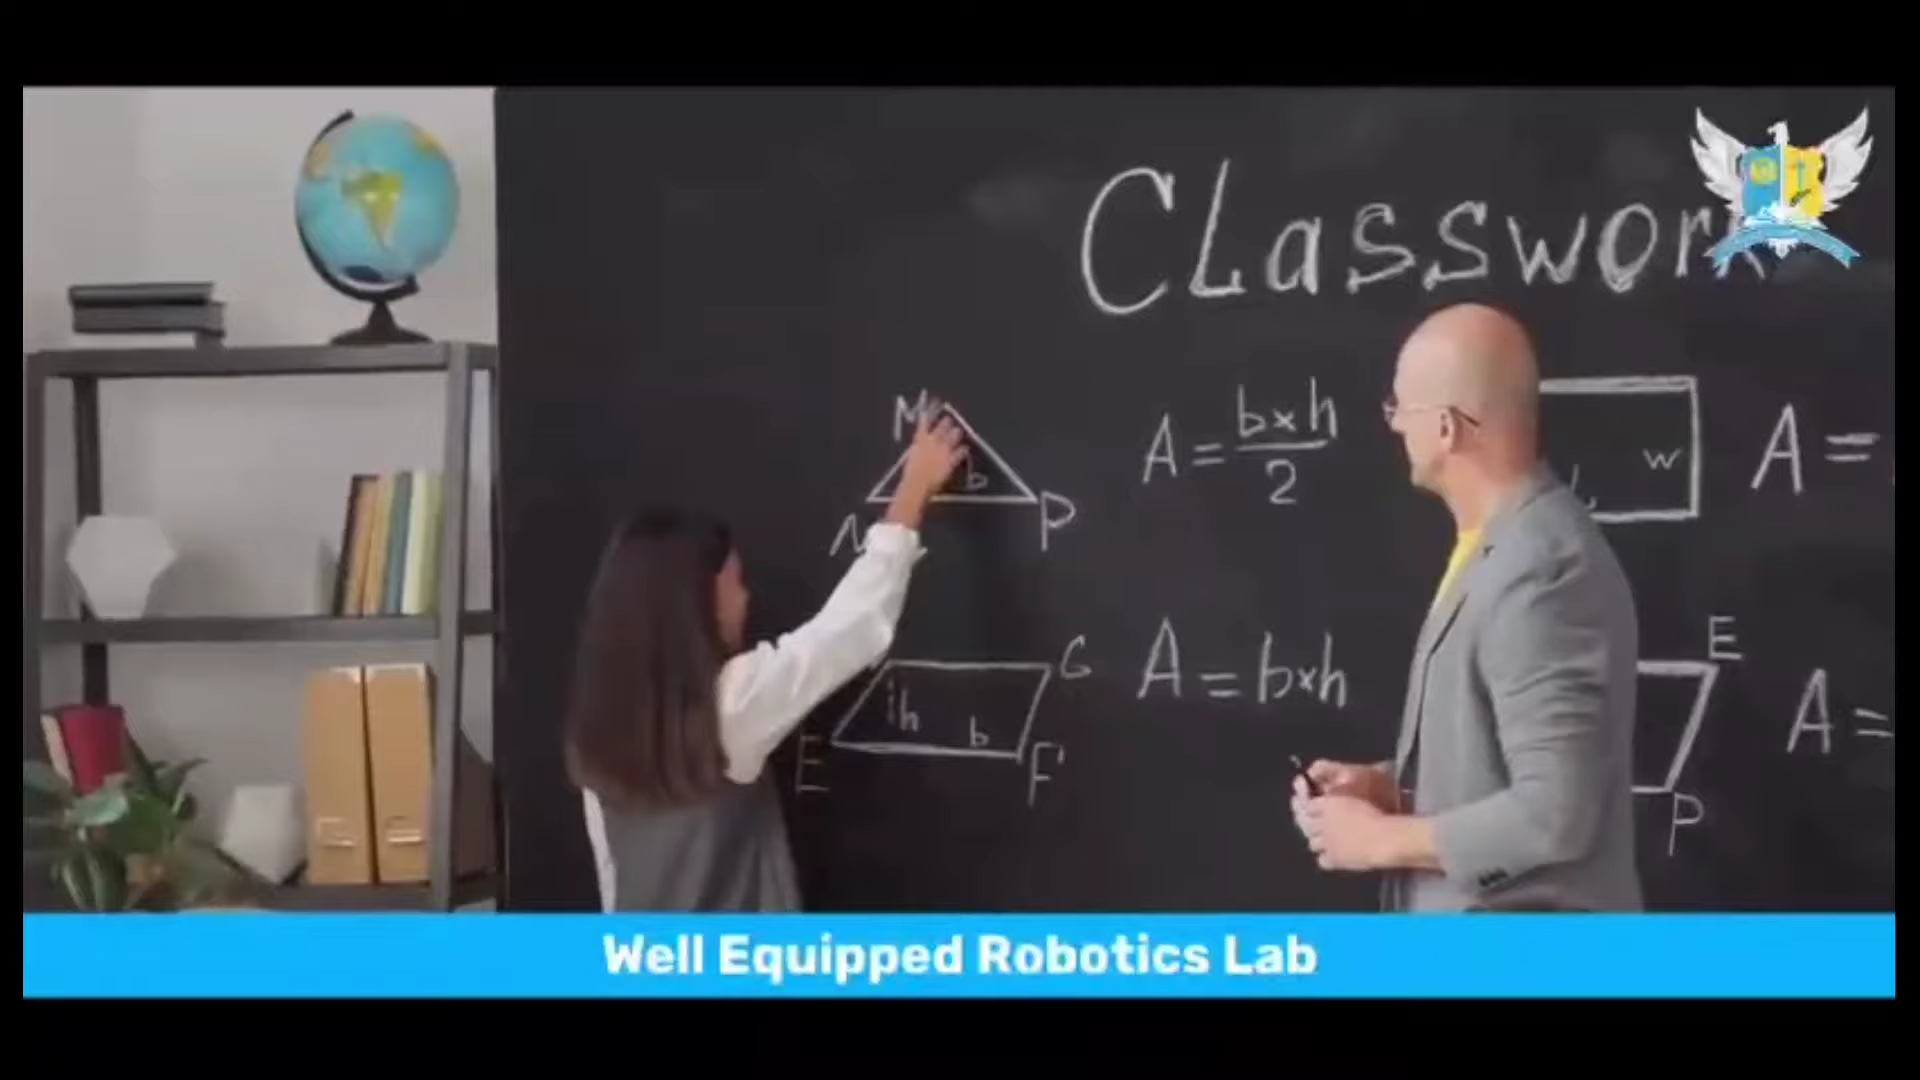 Classwork
M
b
N
P
A = b×h/2
w
A =
G
h
b
E
F
A = b×h
E
P
A =
Well Equipped Robotics Lab